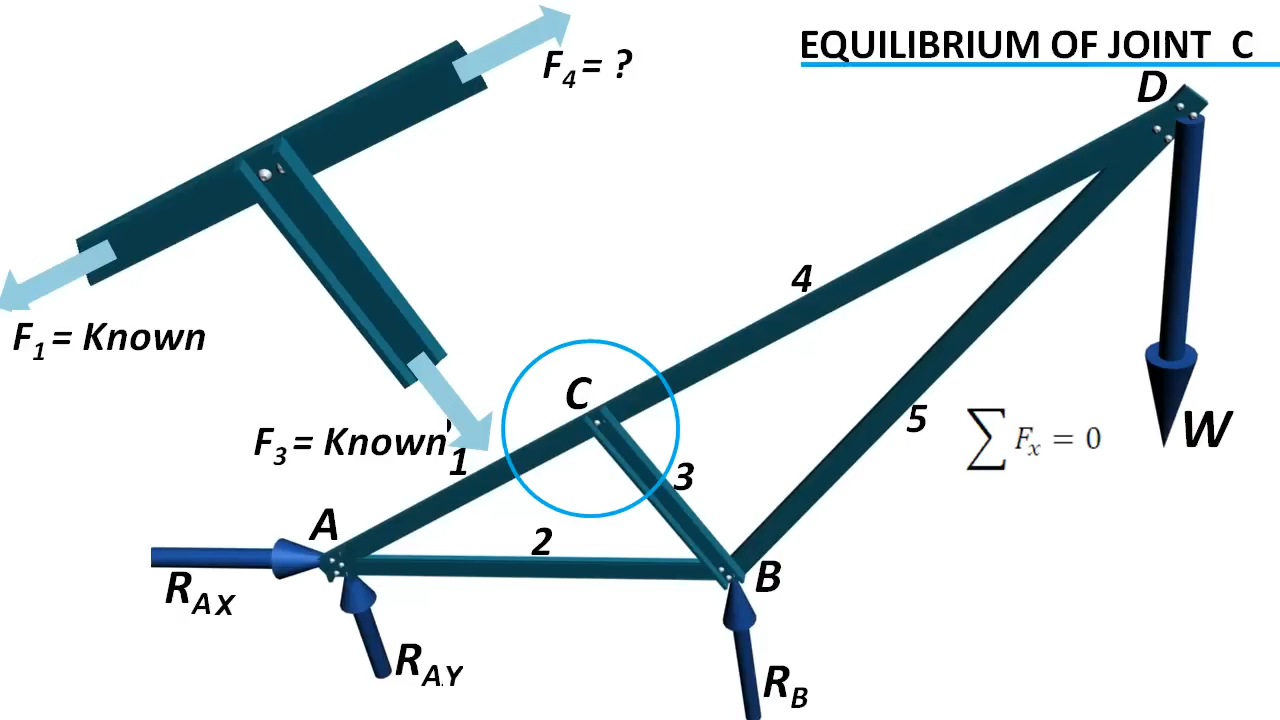 EQUILIBRIUM OF JOINT C
F4 = ?
D
F1 = Known
4
C
F3 = Known
1
3
5
∑ Fx = 0
W
A
2
B
RAX
RAY
RB